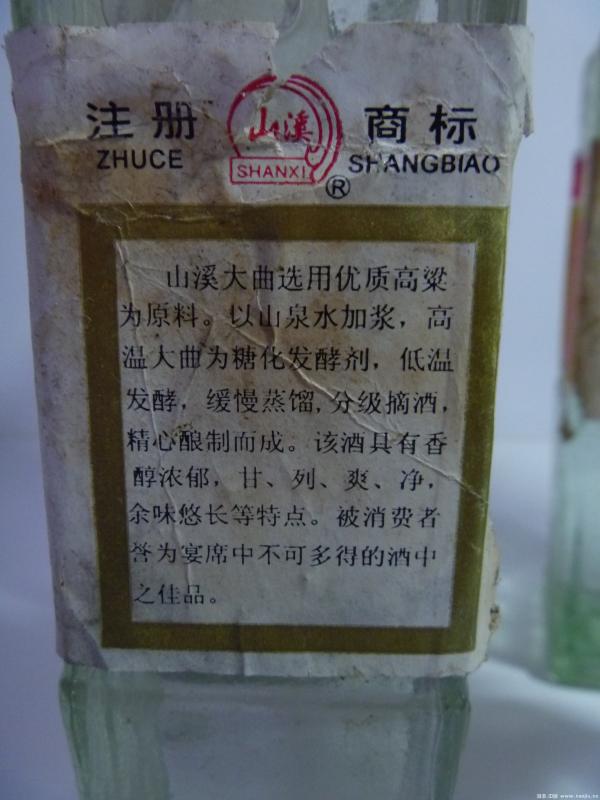 注册 山溪 商标
ZHUCE SHANXI ® SHANGBIAO
山溪大曲选用优质高粱
为原料。以山泉水加浆，高
温大曲为糖化发酵剂，低温
发酵，缓慢蒸馏,分级摘酒，
精心酿制而成。该酒具有香
醇浓郁，甘、列、爽、净，
余味悠长等特点。被消费者
誉为宴席中不可多得的酒中
之佳品。